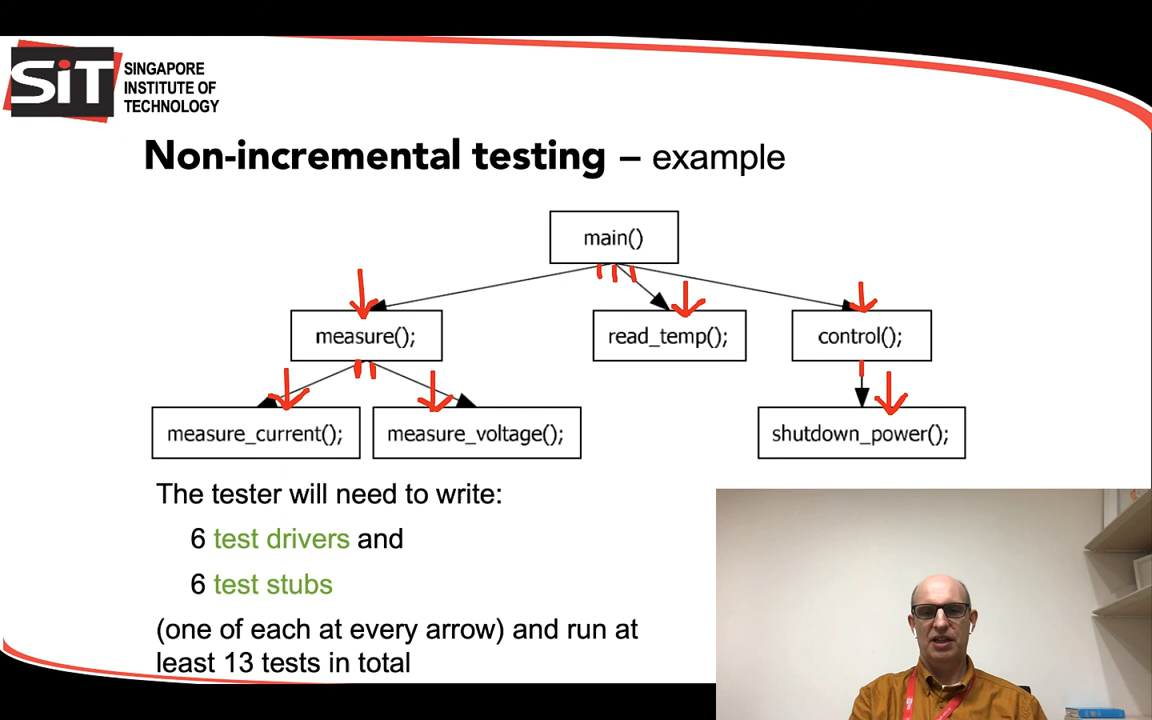 SiT
SINGAPORE
INSTITUTE OF
TECHNOLOGY
Non-incremental testing – example
main()
measure();
read_temp();
control();
measure_current();
measure_voltage();
shutdown_power();
The tester will need to write:
6 test drivers and
6 test stubs
(one of each at every arrow) and run at
least 13 tests in total